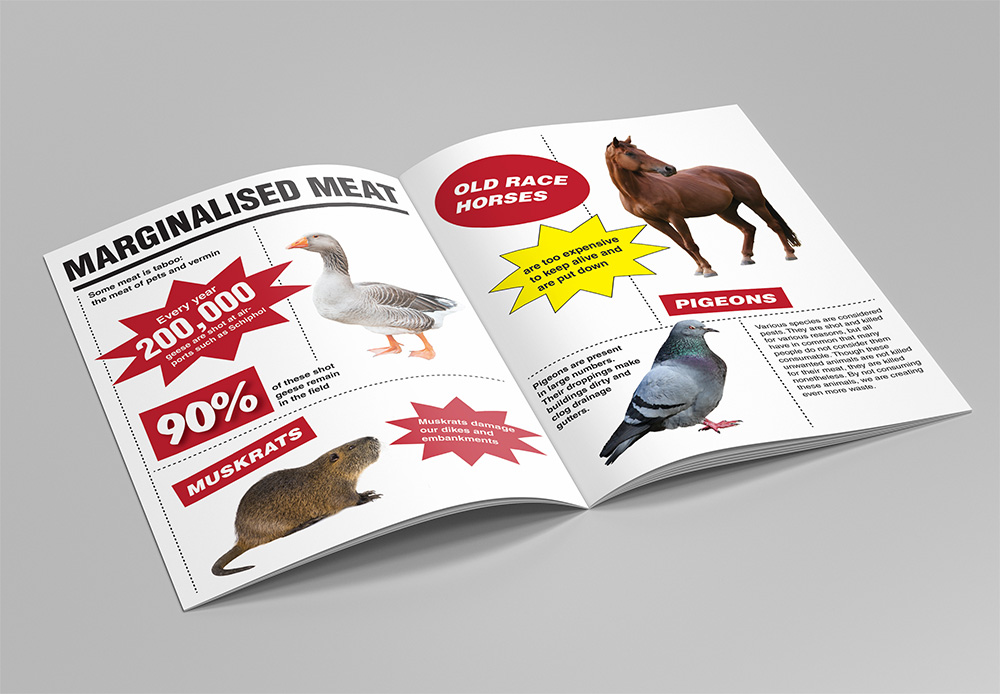 MARGINALISED MEAT
Some meat is taboo:
the meat of pets and vermin
Every year
200,000
geese are shot at air-
ports such as Schiphol
90%
of these shot
geese remain
in the field
MUSKRATS
Muskrats damage
our dikes and
embankments
OLD RACE
HORSES
are too expensive
to keep alive and
are put down
PIGEONS
Pigeons are present
in large numbers.
Their droppings make
buildings dirty and
clog drainage
gutters.
Various species are considered
pests. They are shot and killed
for various reasons, but all
have in common that many
people do not consider them
consumable. Though these
unwanted animals are not killed
for their meat, they are killed
nonetheless. By not consuming
these animals, we are creating
even more waste.